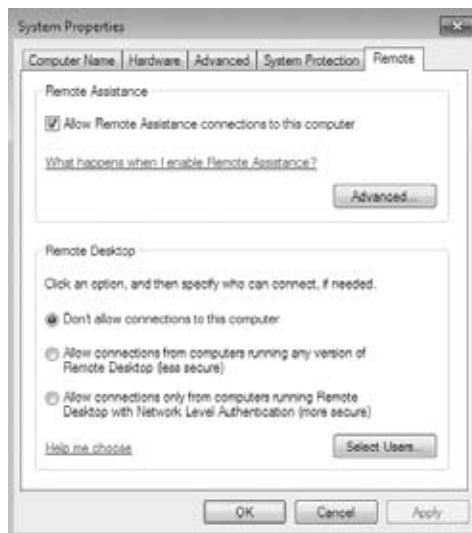 System Properties
Computer Name Hardware Advanced System Protection Remote
Remote Assistance
Allow Remote Assistance connections to this computer
What happens when I enable Remote Assistance?
Advanced...
Remote Desktop
Click an option, and then specify who can connect, if needed.
Don't allow connections to this computer
Allow connections from computers running any version of
Remote Desktop (less secure)
Allow connections only from computers running Remote
Desktop with Network Level Authentication (more secure)
Help me choose
Select Users...
OK Cancel Apply